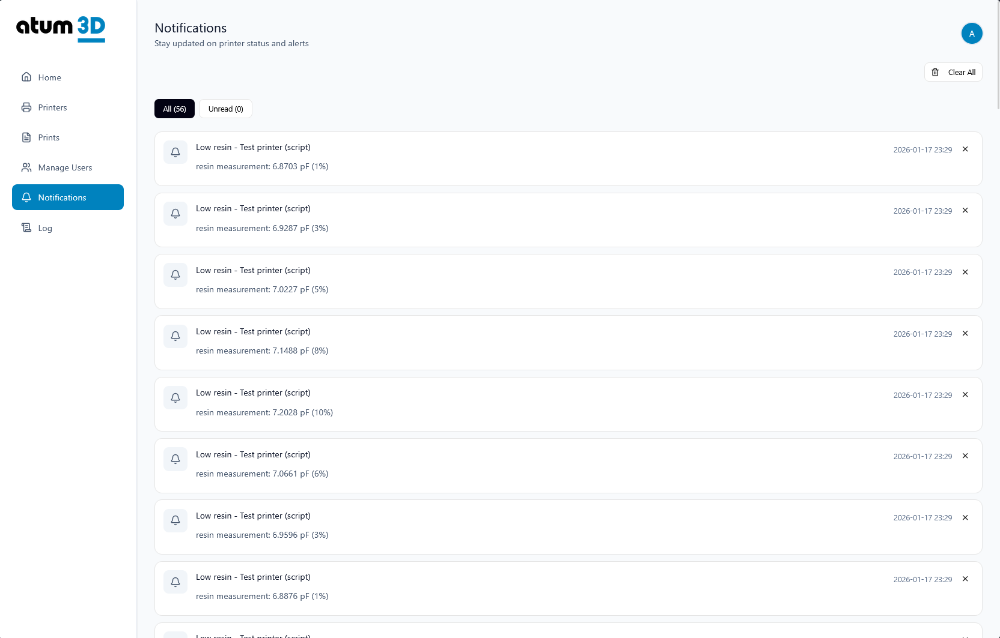 atum 3D
Notifications
Stay updated on printer status and alerts
A
Home
Printers
Prints
Manage Users
Notifications
Log
Clear All
All (56)
Unread (0)
Low resin - Test printer (script)
2026-01-17 23:29
resin measurement: 6.8703 pF (1%)
Low resin - Test printer (script)
2026-01-17 23:29
resin measurement: 6.9287 pF (3%)
Low resin - Test printer (script)
2026-01-17 23:29
resin measurement: 7.0227 pF (5%)
Low resin - Test printer (script)
2026-01-17 23:29
resin measurement: 7.1488 pF (8%)
Low resin - Test printer (script)
2026-01-17 23:29
resin measurement: 7.2028 pF (10%)
Low resin - Test printer (script)
2026-01-17 23:29
resin measurement: 7.0661 pF (6%)
Low resin - Test printer (script)
2026-01-17 23:29
resin measurement: 6.9596 pF (3%)
Low resin - Test printer (script)
2026-01-17 23:29
resin measurement: 6.8876 pF (1%)
Low resin - Test printer (script)